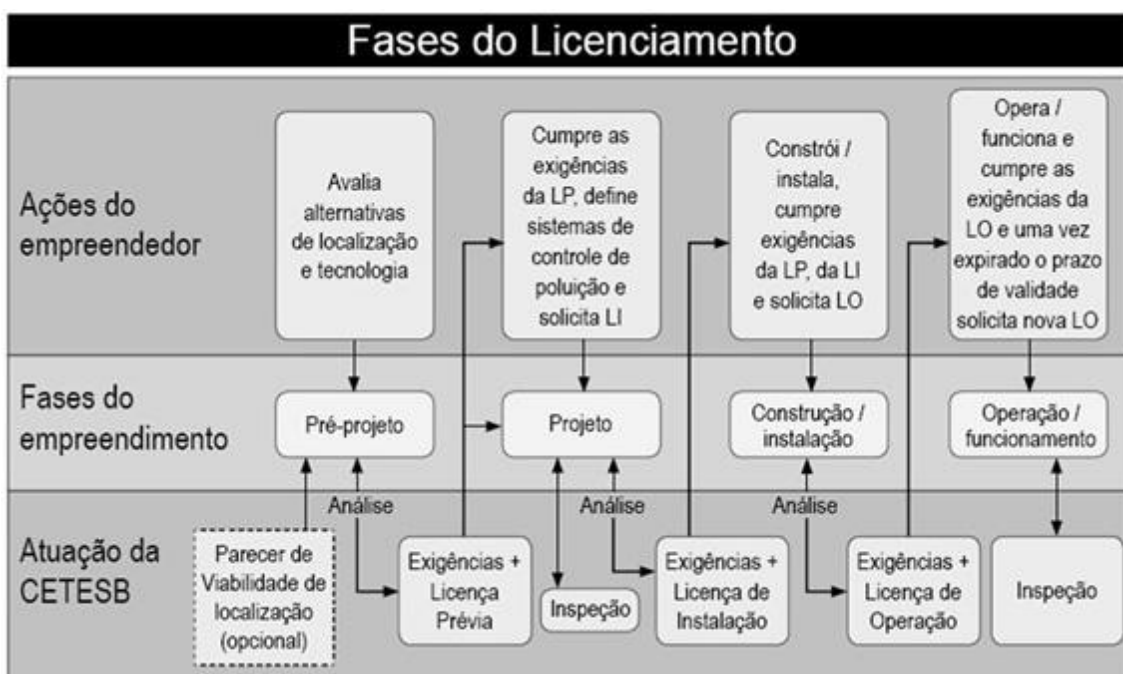 Fases do Licenciamento
Ações do
empreendedor
Avalia
alternativas
de localização
e tecnologia
Cumpre as
exigências
da LP, define
sistemas de
controle de
poluição e
solicita LI
Constrói /
instala,
cumpre
exigências
da LP, da LI
e solicita LO
Opera /
funciona e
cumpre as
exigências da
LO e uma vez
expirado o prazo
de validade
solicita nova LO
Fases do
empreendimento
Pré-projeto
Projeto
Construção /
instalação
Operação /
funcionamento
Análise
Análise
Análise
Atuação da
CETESB
Parecer de
Viabilidade de
localização
(opcional)
Exigências +
Licença
Prévia
Inspeção
Exigências +
Licença de
Instalação
Exigências +
Licença de
Operação
Inspeção